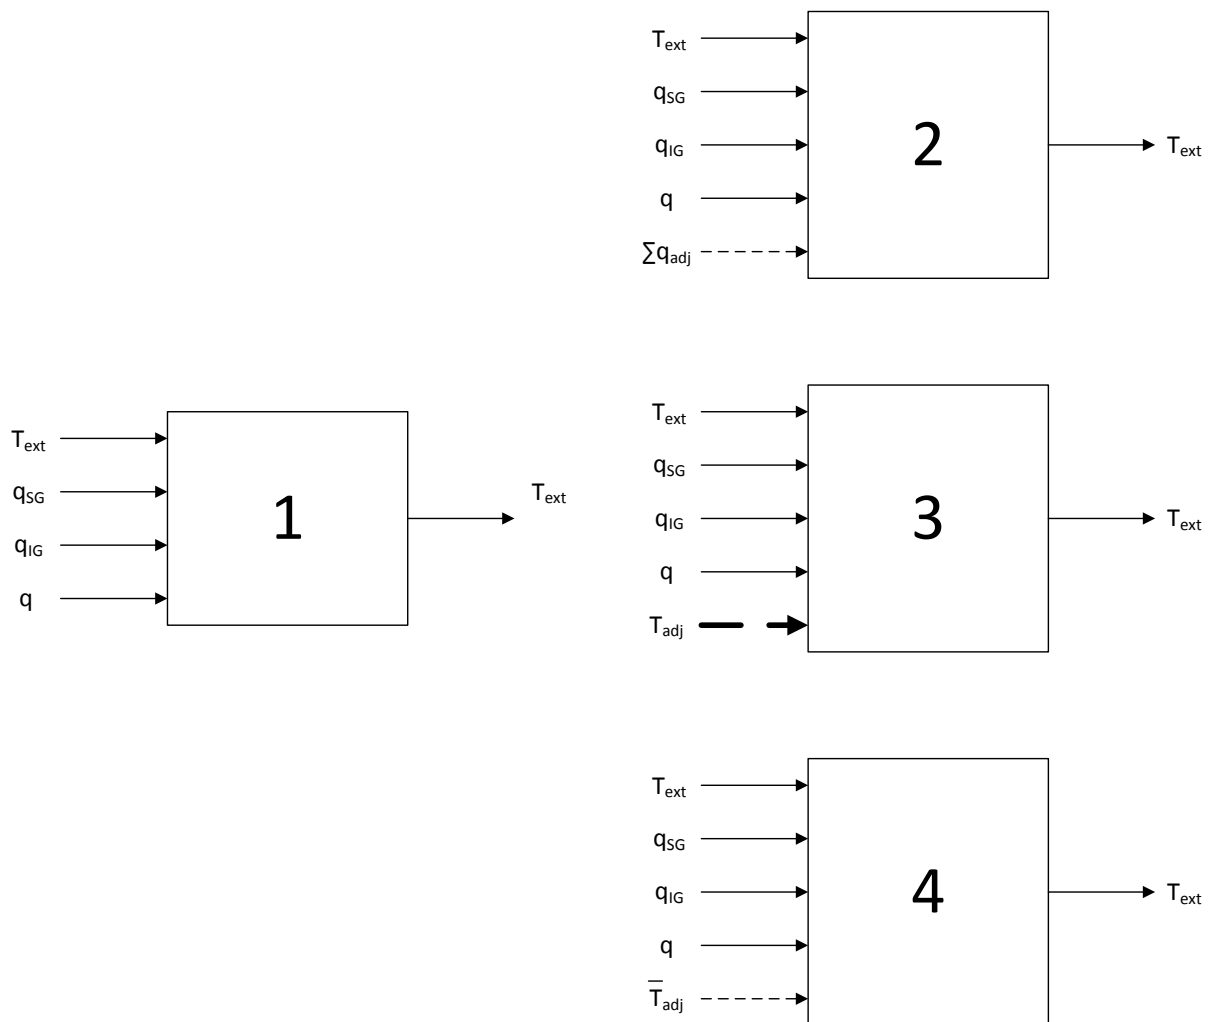 T_ext
q_SG
q_IG
q
1
T_ext
T_ext
q_SG
q_IG
q
∑q_adj
2
T_ext
T_ext
q_SG
q_IG
q
T_adj
3
T_ext
T_ext
q_SG
q_IG
q
T̅_adj
4
T_ext